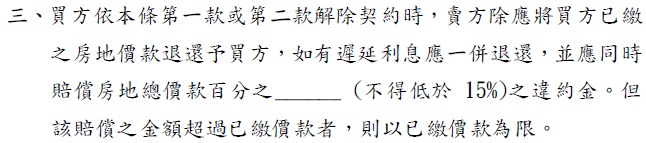 三、買方依本條第一款或第二款解除契約時，賣方除應將買方已繳
之房地價款退還予買方，如有遲延利息應一併退還，並應同時
賠償房地總價款百分之______ (不得低於 15%)之違約金。但
該賠償之金額超過已繳價款者，則以已繳價款為限。